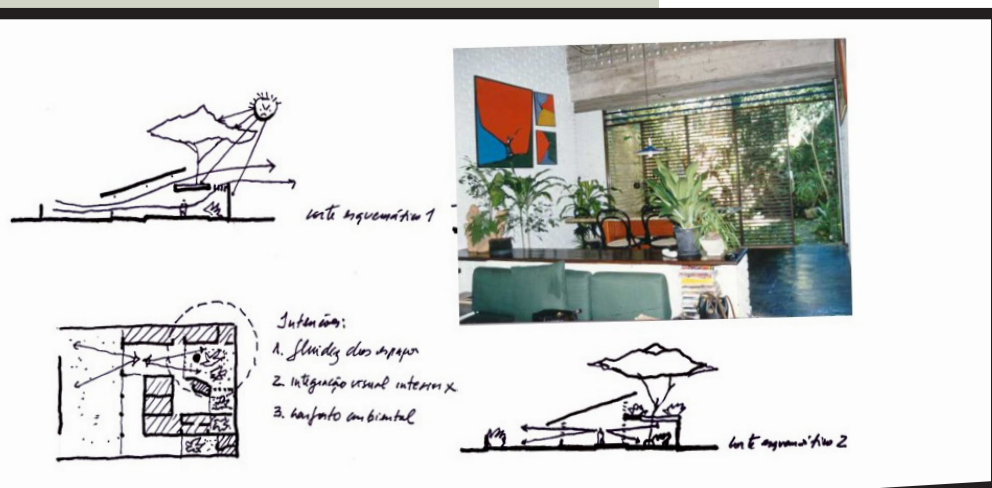 corte esquemático 1
Intenções:
1. fluidez dos espaços
2. integração visual interior x
3. conforto ambiental
corte esquemático 2